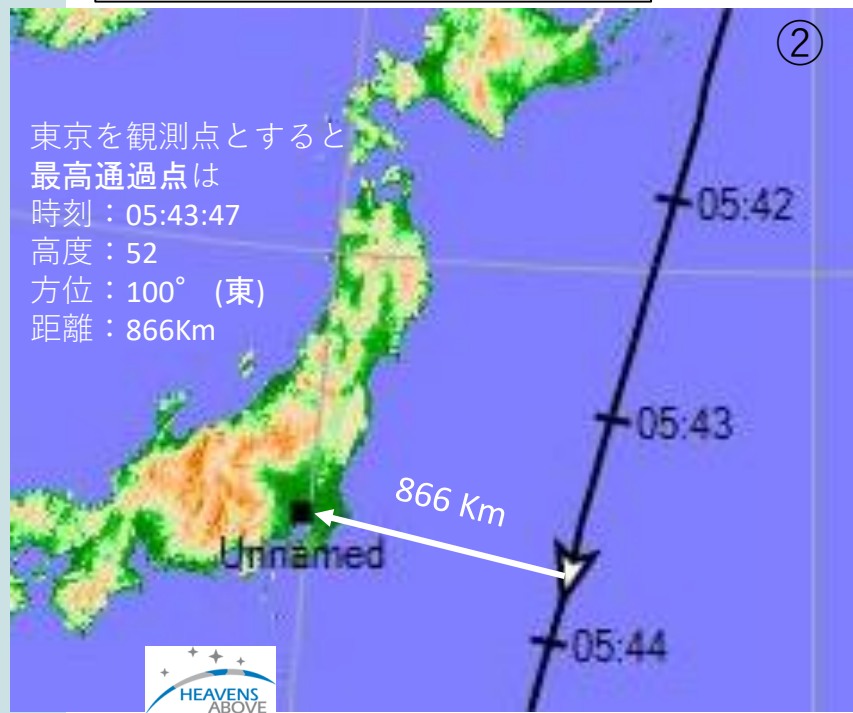 ②
東京を観測点とすると
最高通過点は
時刻：05:43:47
高度：52
方位：100° (東)
距離：866Km
05:42
05:43
866 Km
Unnamed
05:44
HEAVENS
ABOVE